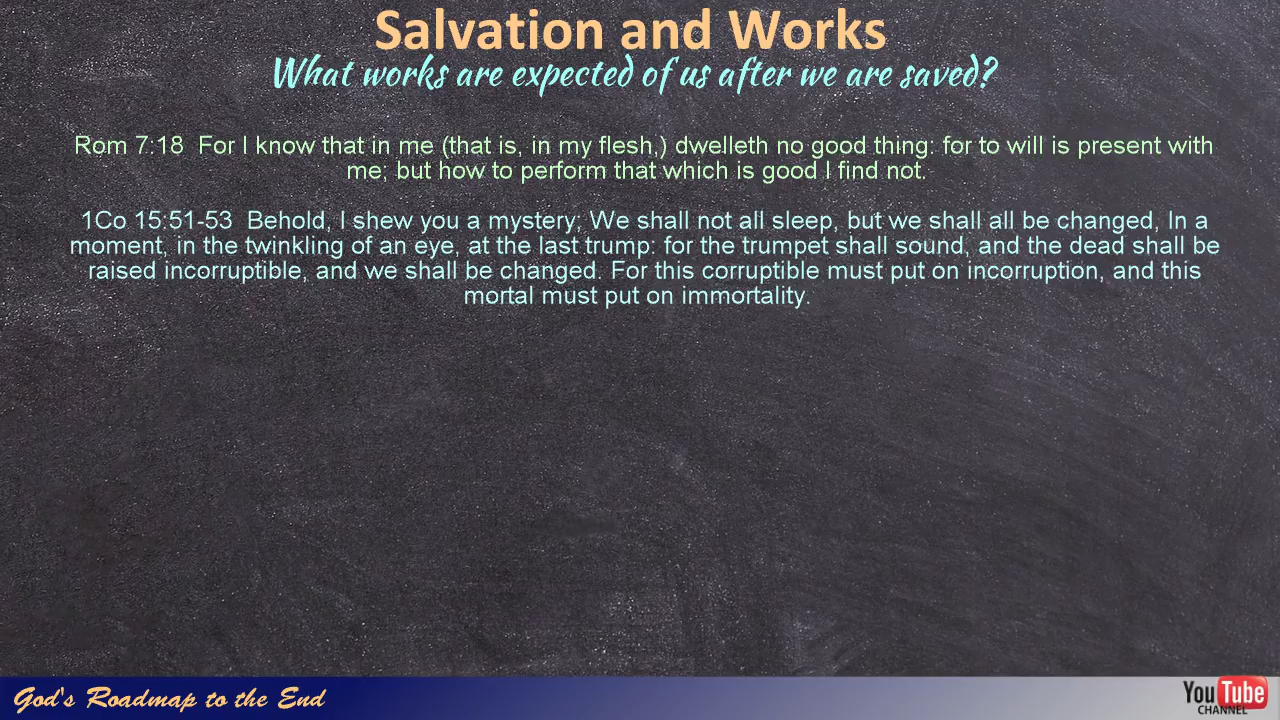 Salvation and Works
What works are expected of us after we are saved?
Rom 7:18  For I know that in me (that is, in my flesh,) dwelleth no good thing: for to will is present with
me; but how to perform that which is good I find not.
1Co 15:51-53  Behold, I shew you a mystery; We shall not all sleep, but we shall all be changed, In a
moment, in the twinkling of an eye, at the last trump: for the trumpet shall sound, and the dead shall be
raised incorruptible, and we shall be changed. For this corruptible must put on incorruption, and this
mortal must put on immortality.
God's Roadmap to the End
YouTube
CHANNEL